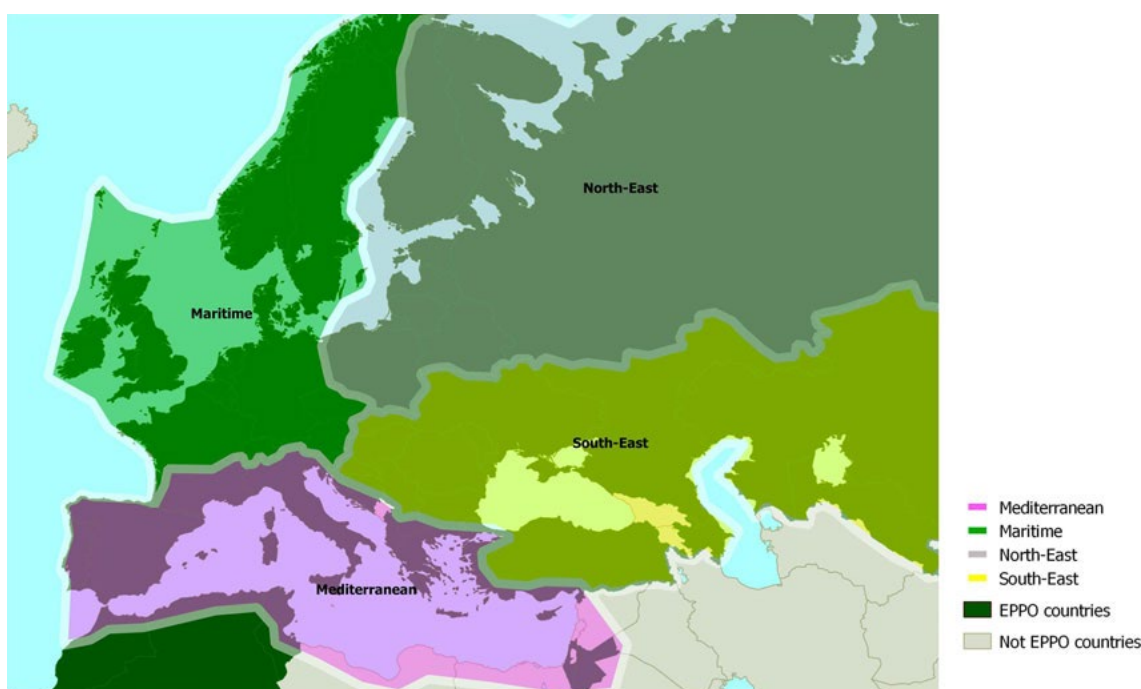 North-East
Maritime
South-East
Mediterranean
Mediterranean
Maritime
North-East
South-East
EPPO countries
Not EPPO countries